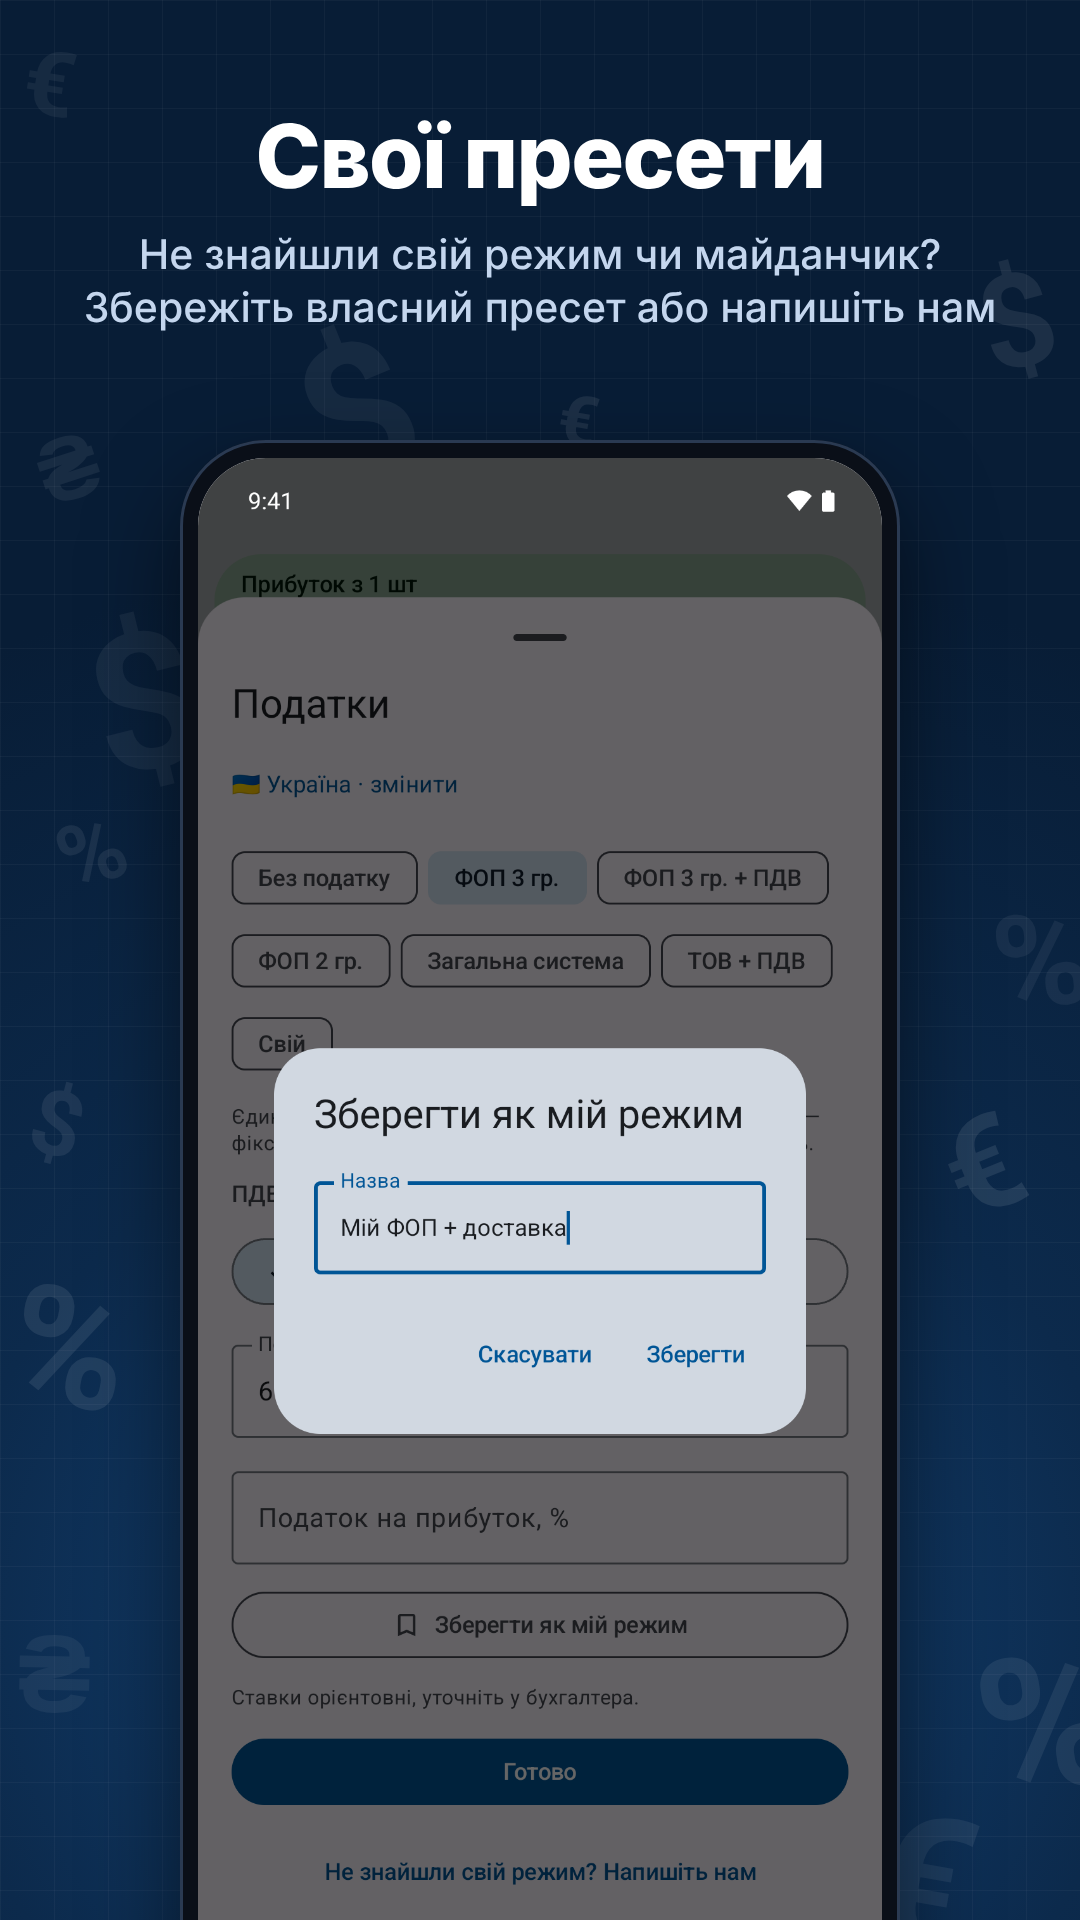 Свої пресети
Не знайшли свій режим чи майданчик?
Збережіть власний пресет або напишіть нам
9:41
Прибуток з 1 шт
Податки
Україна · змінити
Без податку
ФОП 3 гр.
ФОП 3 гр. + ПДВ
ФОП 2 гр.
Загальна система
ТОВ + ПДВ
Свій
Зберегти як мій режим
Назва
Мій ФОП + доставка
Скасувати
Зберегти
6
Податок на прибуток, %
Зберегти як мій режим
Ставки орієнтовні, уточніть у бухгалтера.
Готово
Не знайшли свій режим? Напишіть нам